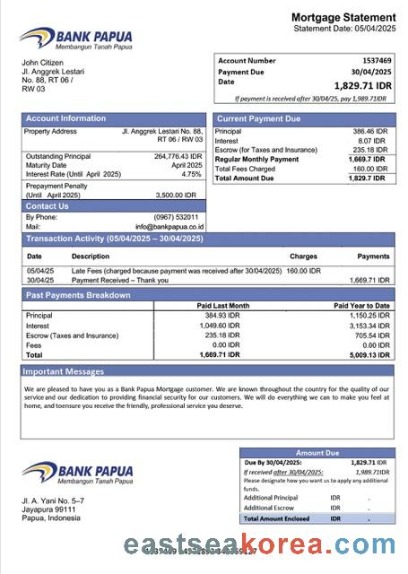 Mortgage Statement
Statement Date: 05/04/2025
BANK PAPUA
Membangun Tanah Papua
John Citizen
Jl. Anggrek Lestari
No. 88, RT 06 /
RW 03
Account Number 1537469
Payment Due 30/04/2025
Date 1,829.71 IDR
If payment is received after 30/04/25, pay 1,989.71IDR
Account Information
Property Address Jl. Anggrek Lestari No. 88,
RT 06 / RW 03
Outstanding Principal 264,776.43 IDR
Maturity Date April 2025
Interest Rate (Until April 2025) 4.75%
Prepayment Penalty
(Until April 2025) 3,500.00 IDR
Contact Us
By Phone: (0967) 532011
Mail: info@bankpapua.co.id
Current Payment Due
Principal 386.46 IDR
Interest 8.07 IDR
Escrow (for Taxes and Insurance) 235.18 IDR
Regular Monthly Payment 1,669.7 IDR
Total Fees Charged 160.00 IDR
Total Amount Due 1,829.7 IDR
Transaction Activity (05/04/2025 – 30/04/2025)
Date Description Charges Payments
05/04/25 Late Fees (charged because payment was received after 30/04/2025) 160.00 IDR
30/04/25 Payment Received – Thank you 1,669.71 IDR
Past Payments Breakdown
Paid Last Month Paid Year to Date
Principal 384.93 IDR 1,150.25 IDR
Interest 1,049.60 IDR 3,153.34 IDR
Escrow (Taxes and Insurance) 235.18 IDR 705.54 IDR
Fees 0.00 IDR 0.00 IDR
Total 1,669.71 IDR 5,009.13 IDR
Important Messages
We are pleased to have you as a Bank Papua Mortgage customer. We are known throughout the country for the quality of our
service and our dedication to providing financial security for our customers. We will do everything we can to make you feel at
home, and toensure you receive the friendly, professional service you deserve.
BANK PAPUA
Membangun Tanah Papua
Jl. A. Yani No. 5–7
Jayapura 99111
Papua, Indonesia
Amount Due
Due By 30/04/2025: 1,829.71 IDR
If received after 30/04/2025: 1,989.71IDR
Please designate how you want us to apply any additional
funds.
Additional Principal IDR -
Additional Escrow IDR -
Total Amount Enclosed IDR -
eastseakorea.com